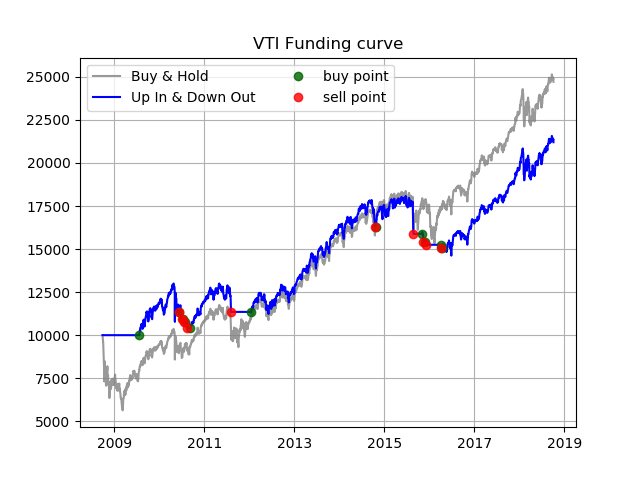 VTI Funding curve
Buy & Hold
Up In & Down Out
buy point
sell point
25000
22500
20000
17500
15000
12500
10000
7500
5000
2009 2011 2013 2015 2017 2019